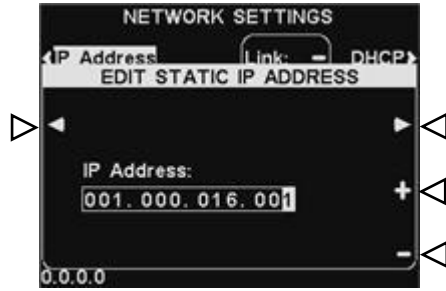 NETWORK SETTINGS
IP Address Link: – DHCP
EDIT STATIC IP ADDRESS
IP Address:
001.000.016.001
+
–
0.0.0.0